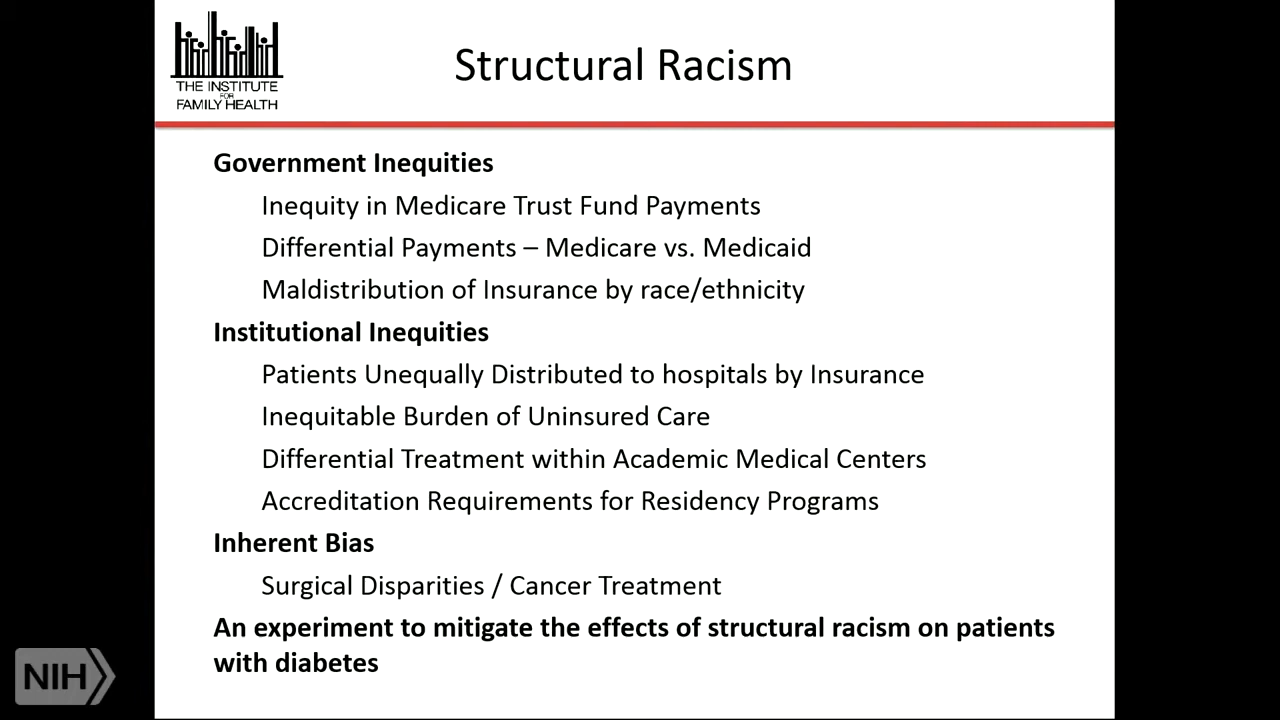 THE INSTITUTE
FOR
FAMILY HEALTH
Structural Racism
Government Inequities
Inequity in Medicare Trust Fund Payments
Differential Payments – Medicare vs. Medicaid
Maldistribution of Insurance by race/ethnicity
Institutional Inequities
Patients Unequally Distributed to hospitals by Insurance
Inequitable Burden of Uninsured Care
Differential Treatment within Academic Medical Centers
Accreditation Requirements for Residency Programs
Inherent Bias
Surgical Disparities / Cancer Treatment
An experiment to mitigate the effects of structural racism on patients
with diabetes
NIH